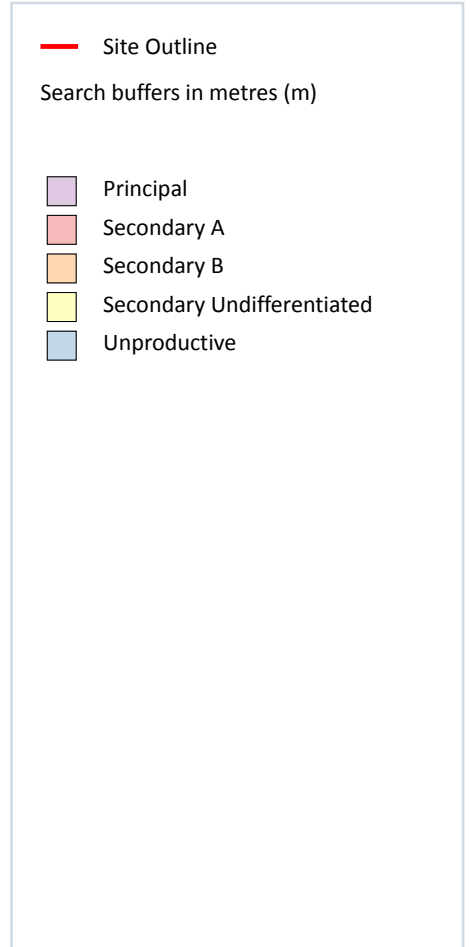 Site Outline
Search buffers in metres (m)
Principal
Secondary A
Secondary B
Secondary Undifferentiated
Unproductive